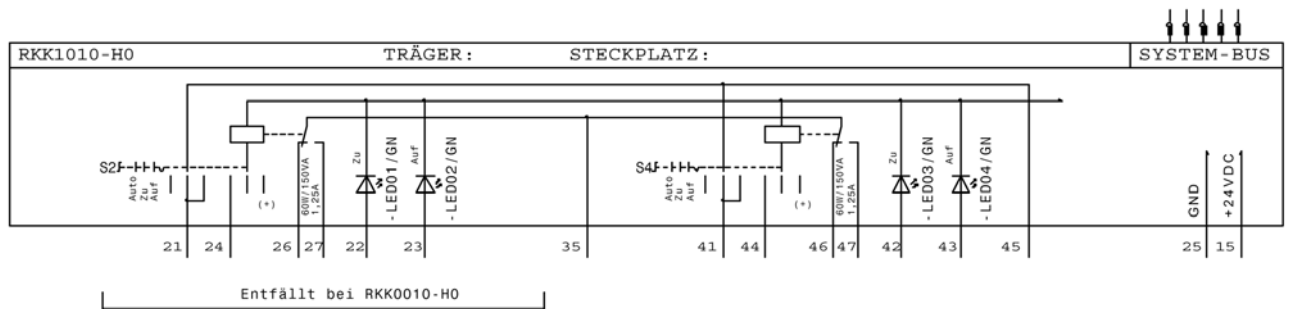 RKK1010-H0 TRÄGER: STECKPLATZ: SYSTEM-BUS
S2
Auto
Zu
Auf
(+)
60W/150VA
1,25A
Zu
-LED01/GN
Auf
-LED02/GN
S4
Auto
Zu
Auf
(+)
60W/150VA
1,25A
Zu
-LED03/GN
Auf
-LED04/GN
GND
+24VDC
21 24 26 27 22 23 35 41 44 46 47 42 43 45 25 15
Entfällt bei RKK0010-H0